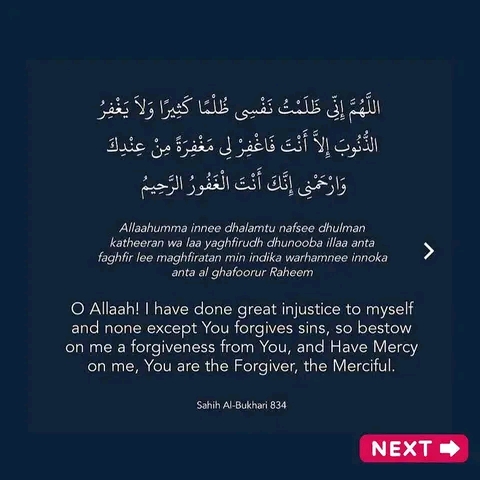 اللَّهُمَّ إِنِّي ظَلَمْتُ نَفْسِي ظُلْمًا كَثِيرًا وَلاَ يَغْفِرُ
الذُّنُوبَ إِلاَّ أَنْتَ فَاغْفِرْ لِي مَغْفِرَةً مِنْ عِنْدِكَ
وَارْحَمْنِي إِنَّكَ أَنْتَ الْغَفُورُ الرَّحِيمُ
Allaahumma innee dhalamtu nafsee dhulman
katheeran wa laa yaghfirudh dhunooba illaa anta
faghfir lee maghfiratan min indika warhamnee innoka
anta al ghafoorur Raheem
O Allaah! I have done great injustice to myself
and none except You forgives sins, so bestow
on me a forgiveness from You, and Have Mercy
on me, You are the Forgiver, the Merciful.
Sahih Al-Bukhari 834
NEXT